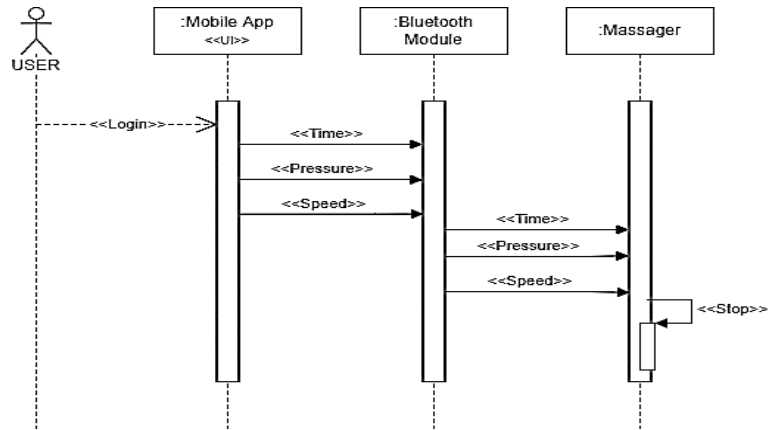 USER
:Mobile App
<<UI>>
:Bluetooth
Module
:Massager
<<Login>>
<<Time>>
<<Pressure>>
<<Speed>>
<<Time>>
<<Pressure>>
<<Speed>>
<<Stop>>